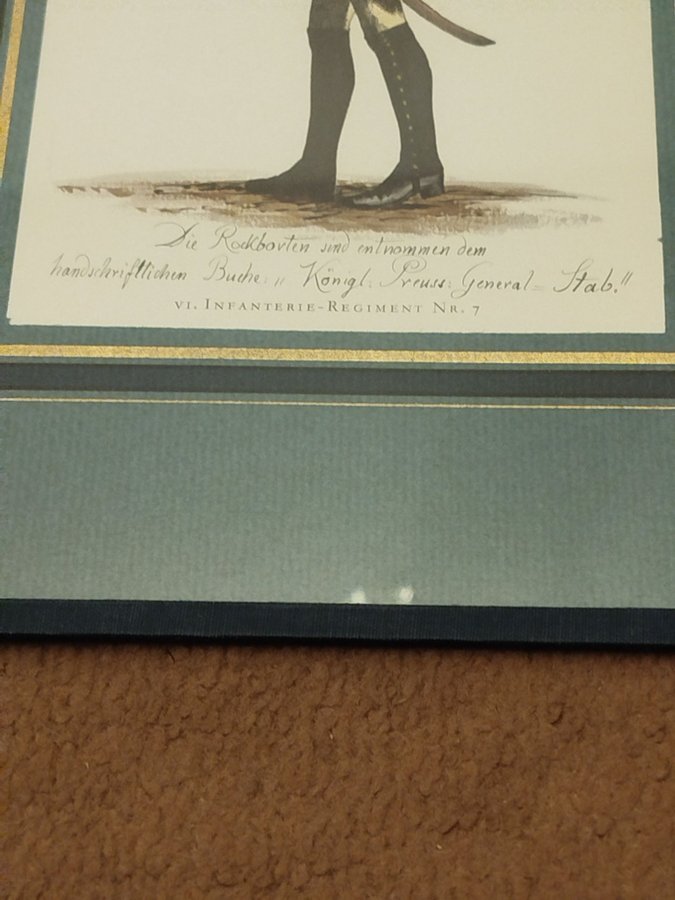 Die Rockborten sind entnommen dem
handschriftlichen Buche: „ Königl: Preuss: General=Stab."
VI. INFANTERIE-REGIMENT NR. 7